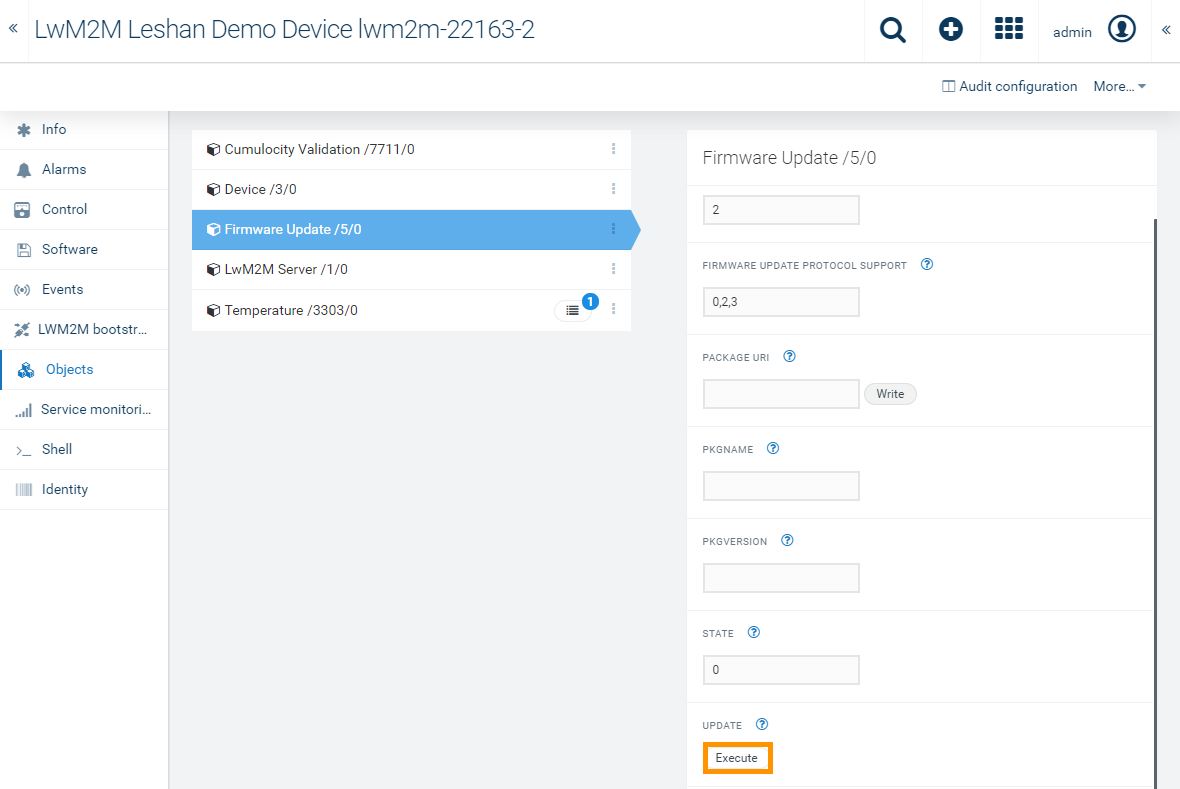 LwM2M Leshan Demo Device lwm2m-22163-2
admin
Audit configuration
More...
Info
Alarms
Control
Software
Events
LWM2M bootstr...
Objects
Service monitori...
Shell
Identity
Cumulocity Validation /7711/0
Device /3/0
Firmware Update /5/0
LwM2M Server /1/0
Temperature /3303/0
1
Firmware Update /5/0
2
FIRMWARE UPDATE PROTOCOL SUPPORT
0,2,3
PACKAGE URI
Write
PKGNAME
PKGVERSION
STATE
0
UPDATE
Execute